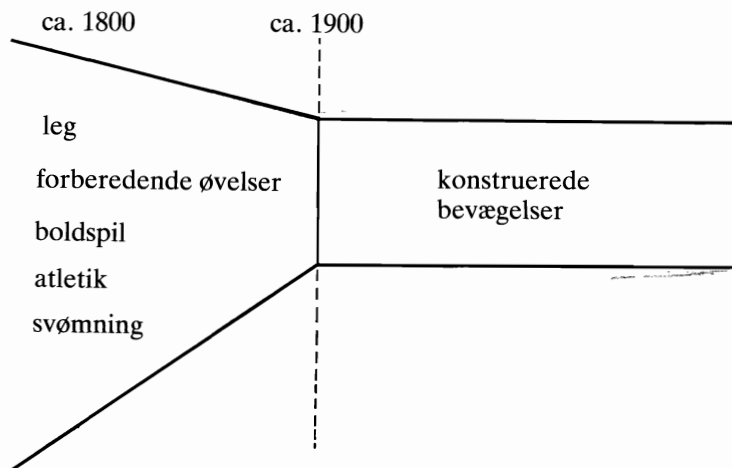 ca. 1800
ca. 1900
leg
forberedende øvelser
boldspil
atletik
svømning
konstruerede
bevægelser